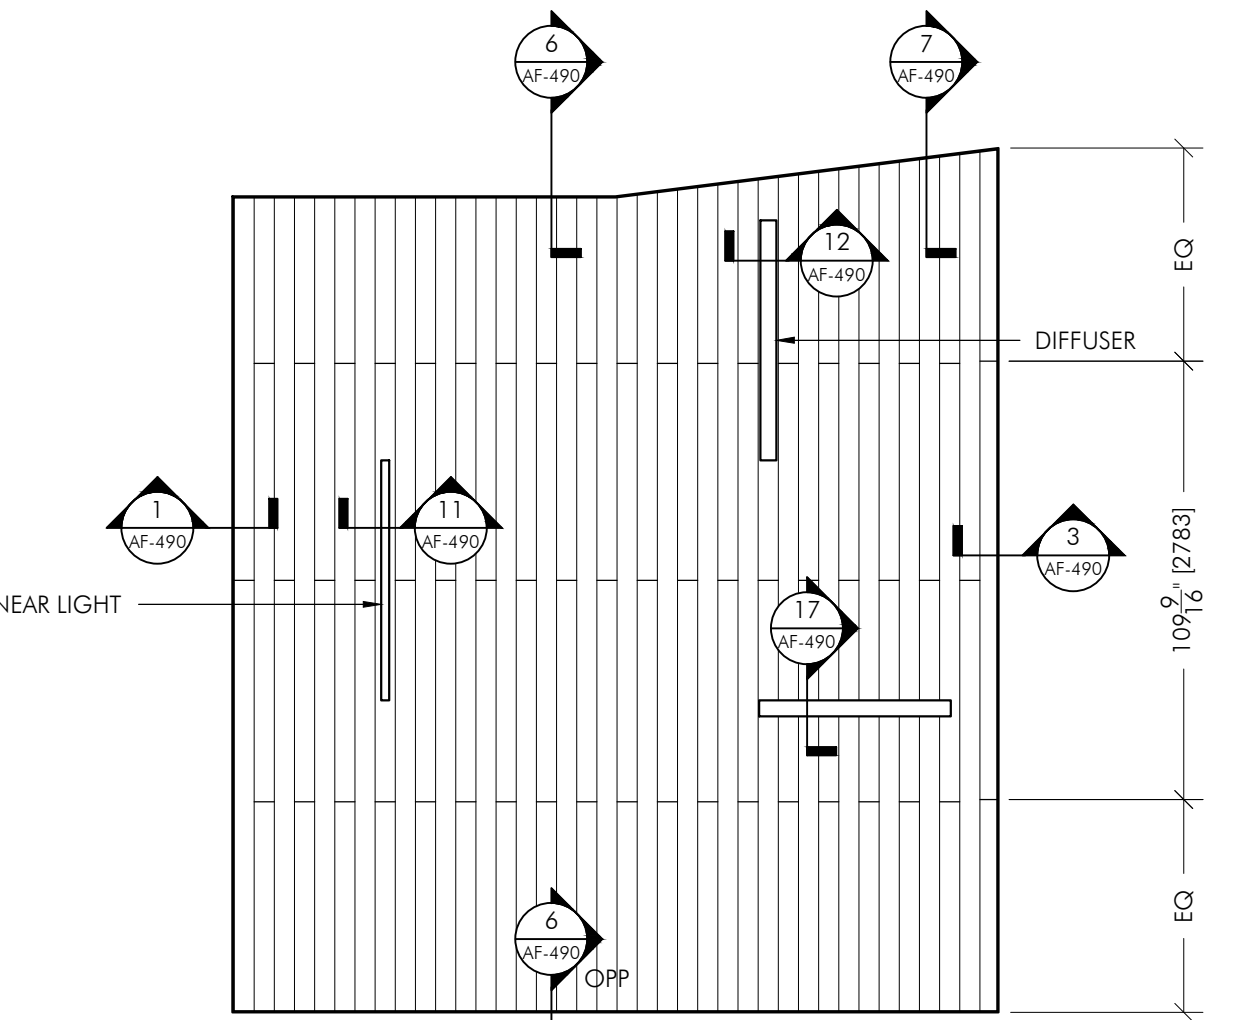 6
AF-490
7
AF-490
12
AF-490
EQ
DIFFUSER
1
AF-490
11
AF-490
3
AF-490
109 9/16" [2783]
NEAR LIGHT
17
AF-490
EQ
6
AF-490
OPP